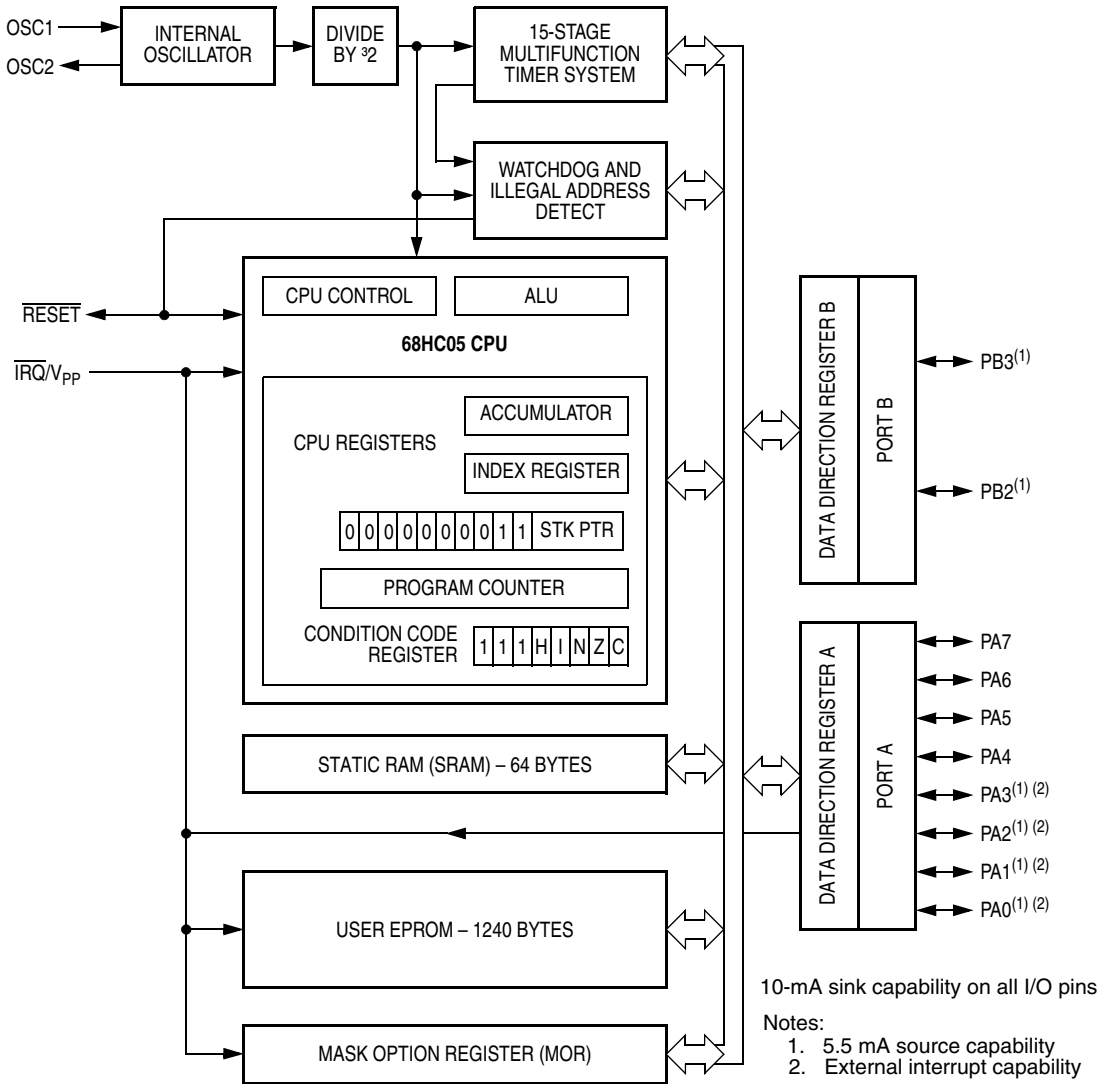 OSC1
OSC2
INTERNAL
OSCILLATOR
DIVIDE
BY ³2
15-STAGE
MULTIFUNCTION
TIMER SYSTEM
WATCHDOG AND
ILLEGAL ADDRESS
DETECT
RESET
IRQ/VPP
CPU CONTROL
ALU
68HC05 CPU
CPU REGISTERS
ACCUMULATOR
INDEX REGISTER
0 0 0 0 0 0 0 0 1 1 STK PTR
PROGRAM COUNTER
CONDITION CODE
REGISTER
1 1 1 H I N Z C
STATIC RAM (SRAM) – 64 BYTES
USER EPROM – 1240 BYTES
MASK OPTION REGISTER (MOR)
DATA DIRECTION REGISTER B
PORT B
PB3(1)
PB2(1)
DATA DIRECTION REGISTER A
PORT A
PA7
PA6
PA5
PA4
PA3(1) (2)
PA2(1) (2)
PA1(1) (2)
PA0(1) (2)
10-mA sink capability on all I/O pins
Notes:
1. 5.5 mA source capability
2. External interrupt capability